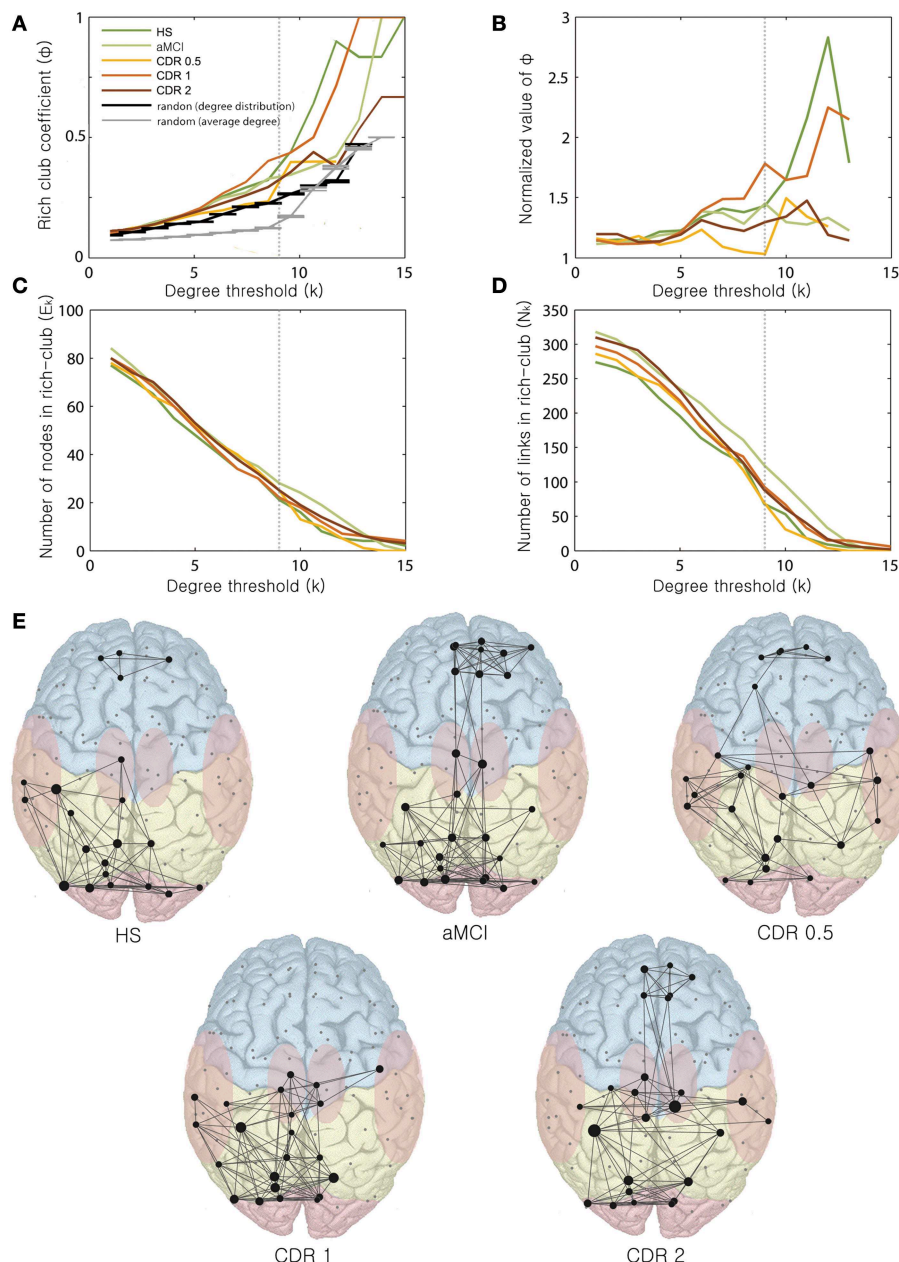 A
Rich club coefficient (Φ)
1
0.5
0
0
5
10
15
Degree threshold (k)
HS
aMCI
CDR 0.5
CDR 1
CDR 2
randon (degree distribution)
random (average degree)
B
Normalized value of Φ
3
2.5
2
1.5
1
0
5
10
15
Degree threshold (k)
C
Number of nodes in rich-club (Eₖ)
100
80
60
40
20
0
0
5
10
15
Degree threshold (k)
D
Number of links in rich-club (Nₖ)
350
300
250
200
150
100
50
0
0
5
10
15
Degree threshold (k)
E
HS
aMCI
CDR 0.5
CDR 1
CDR 2